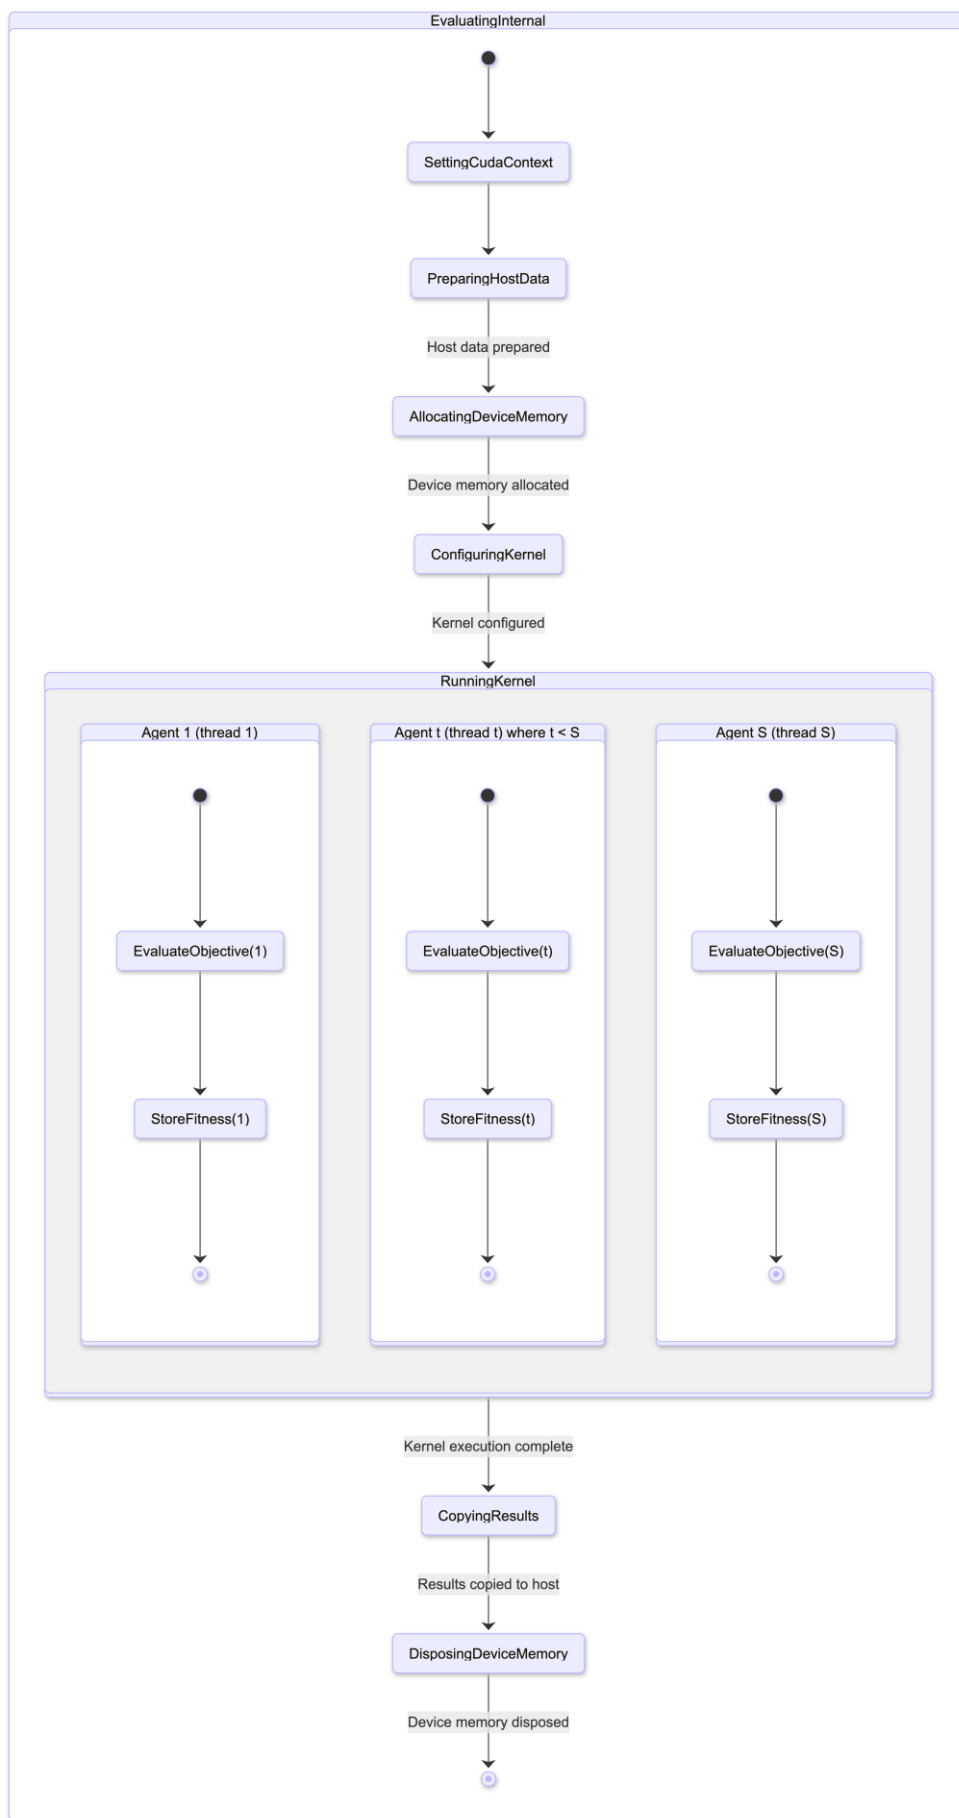 EvaluatingInternal
SettingCudaContext
PreparingHostData
Host data prepared
AllocatingDeviceMemory
Device memory allocated
ConfiguringKernel
Kernel configured
RunningKernel
Agent 1 (thread 1)
Agent t (thread t) where t < S
Agent S (thread S)
EvaluateObjective(1)
EvaluateObjective(t)
EvaluateObjective(S)
StoreFitness(1)
StoreFitness(t)
StoreFitness(S)
Kernel execution complete
CopyingResults
Results copied to host
DisposingDeviceMemory
Device memory disposed